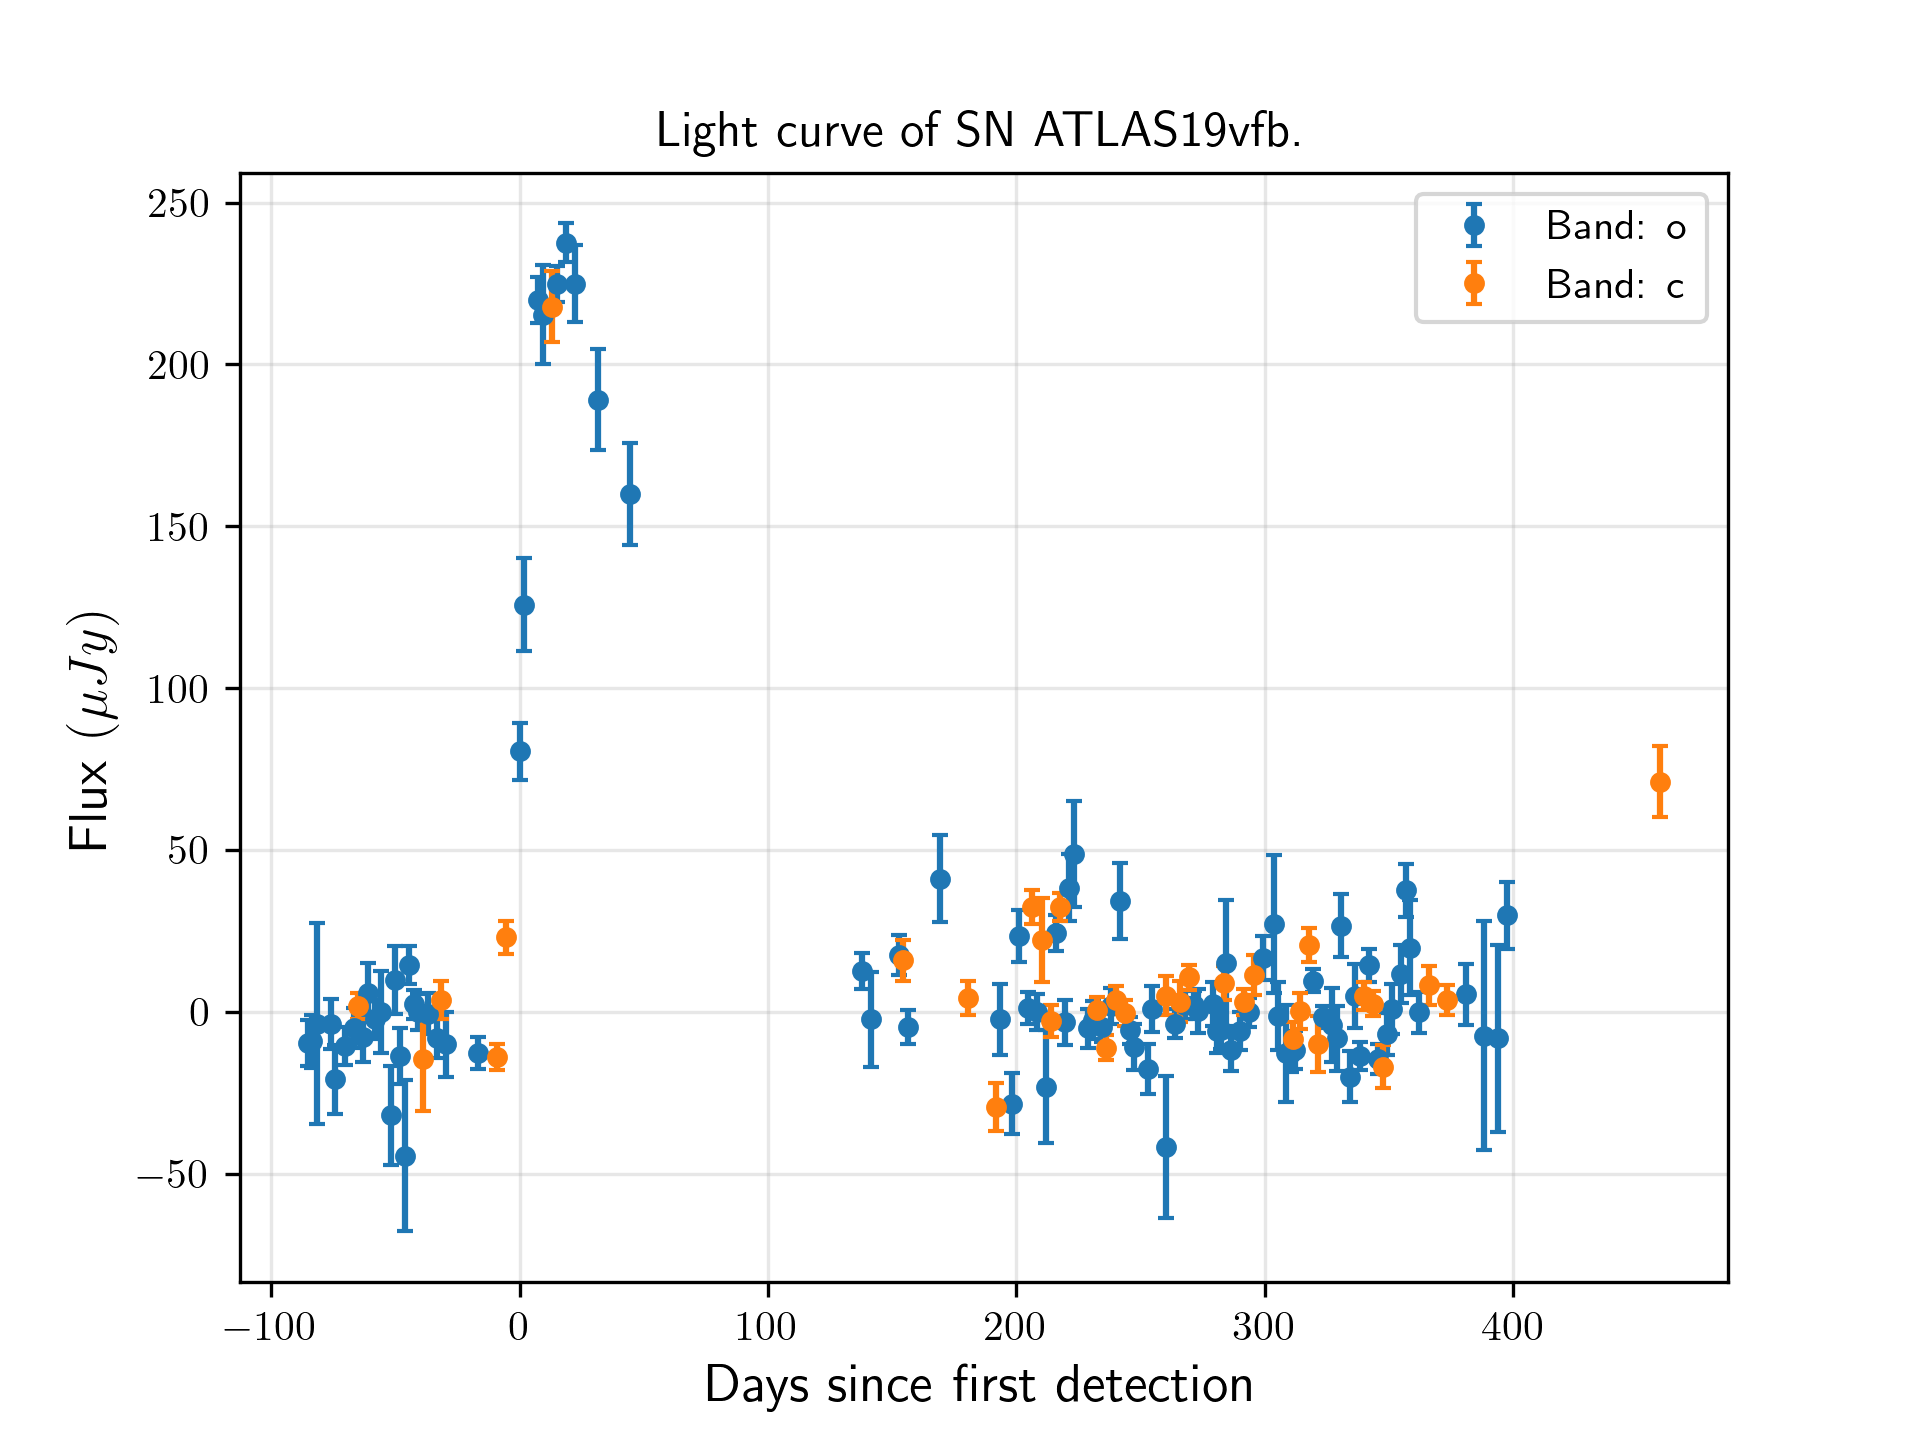 Light curve of SN ATLAS19vfb.
250
200
150
100
50
0
−50
Flux (μJy)
Band: o
Band: c
−100 0 100 200 300 400
Days since first detection